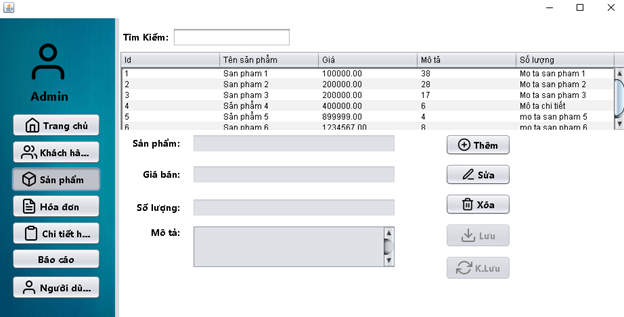 Tìm Kiếm:
Id Tên sản phẩm Giá Mô tả Số lượng
1 San pham 1 100000.00 38 Mo ta san pham 1
2 San pham 2 200000.00 28 Mo ta san pham 2
3 San pham 3 200000.00 17 Mo ta san pham 3
4 Sản phẩm 4 400000.00 6 Mô tả chi tiết
5 Sản phẩm 5 899999.00 4 mo ta san pham 5
6 San pham 6 1234567.00 8 mo ta san pham 6
Admin
Trang chủ
Khách hà...
Sản phẩm
Hóa đơn
Chi tiết h...
Báo cáo
Người dù...
Sản phẩm:
Giá bán:
Số lượng:
Mô tả:
Thêm
Sửa
Xóa
Lưu
K.Lưu